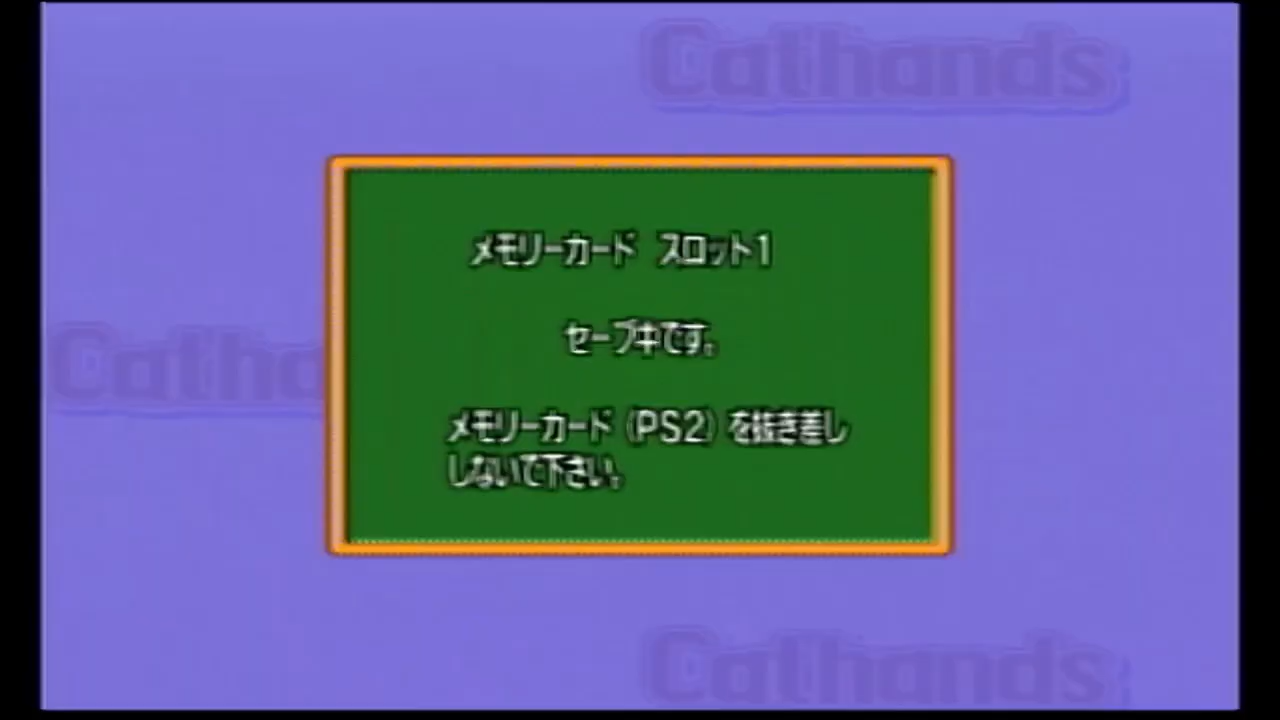 Cathands
メモリーカード スロット1
セーブ中です。
Catha
メモリーカード（PS2）を抜き差し
しないで下さい。
Cathands